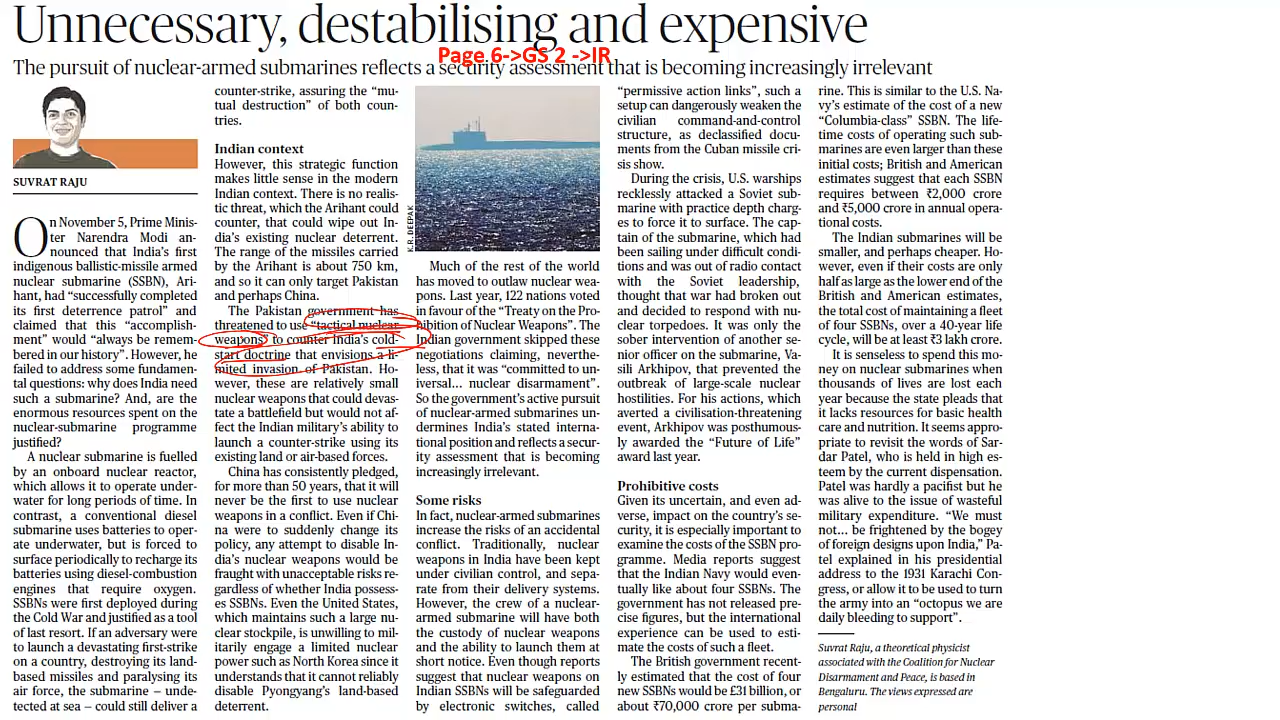 Unnecessary, destabilising and expensive
Page 6->GS 2 ->IR
The pursuit of nuclear-armed submarines reflects a security assessment that is becoming increasingly irrelevant
SUVRAT RAJU
On November 5, Prime Minis-
ter Narendra Modi an-
nounced that India's first
indigenous ballistic-missile armed
nuclear submarine (SSBN), Ari-
hant, had “successfully completed
its first deterrence patrol” and
claimed that this “accomplish-
ment” would “always be remem-
bered in our history”. However, he
failed to address some fundamen-
tal questions: why does India need
such a submarine? And, are the
enormous resources spent on the
nuclear-submarine programme
justified?
A nuclear submarine is fuelled
by an onboard nuclear reactor,
which allows it to operate under-
water for long periods of time. In
contrast, a conventional diesel
submarine uses batteries to oper-
ate underwater, but is forced to
surface periodically to recharge its
batteries using diesel-combustion
engines that require oxygen.
SSBNs were first deployed during
the Cold War and justified as a tool
of last resort. If an adversary were
to launch a devastating first-strike
on a country, destroying its land-
based missiles and paralysing its
air force, the submarine – unde-
tected at sea – could still deliver a
counter-strike, assuring the “mu-
tual destruction” of both coun-
tries.
Indian context
However, this strategic function
makes little sense in the modern
Indian context. There is no realis-
tic threat, which the Arihant could
counter, that could wipe out In-
dia's existing nuclear deterrent.
The range of the missiles carried
by the Arihant is about 750 km,
and so it can only target Pakistan
and perhaps China.
The Pakistan government has
threatened to use “tactical nuclear
weapons” to counter India's cold-
start doctrine that envisions a li-
mited invasion of Pakistan. Ho-
wever, these are relatively small
nuclear weapons that could devas-
tate a battlefield but would not af-
fect the Indian military's ability to
launch a counter-strike using its
existing land or air-based forces.
China has consistently pledged,
for more than 50 years, that it will
never be the first to use nuclear
weapons in a conflict. Even if Chi-
na were to suddenly change its
policy, any attempt to disable In-
dia's nuclear weapons would be
fraught with unacceptable risks re-
gardless of whether India possess-
es SSBNs. Even the United States,
which maintains such a large nu-
clear stockpile, is unwilling to mil-
itarily engage a limited nuclear
power such as North Korea since it
understands that it cannot reliably
disable Pyongyang's land-based
deterrent.
K.R. DEEPAK
Much of the rest of the world
has moved to outlaw nuclear wea-
pons. Last year, 122 nations voted
in favour of the “Treaty on the Pro-
hibition of Nuclear Weapons”. The
Indian government skipped these
negotiations claiming, neverthe-
less, that it was “committed to un-
iversal... nuclear disarmament”.
So the government's active pursuit
of nuclear-armed submarines un-
dermines India's stated interna-
tional position and reflects a secur-
ity assessment that is becoming
increasingly irrelevant.
Some risks
In fact, nuclear-armed submarines
increase the risks of an accidental
conflict. Traditionally, nuclear
weapons in India have been kept
under civilian control, and sepa-
rate from their delivery systems.
However, the crew of a nuclear-
armed submarine will have both
the custody of nuclear weapons
and the ability to launch them at
short notice. Even though reports
suggest that nuclear weapons on
Indian SSBNs will be safeguarded
by electronic switches, called
“permissive action links”, such a
setup can dangerously weaken the
civilian command-and-control
structure, as declassified docu-
ments from the Cuban missile cri-
sis show.
During the crisis, U.S. warships
recklessly attacked a Soviet sub-
marine with practice depth charg-
es to force it to surface. The cap-
tain of the submarine, which had
been sailing under difficult condi-
tions and was out of radio contact
with the Soviet leadership,
thought that war had broken out
and decided to respond with nu-
clear torpedoes. It was only the
sober intervention of another se-
nior officer on the submarine, Va-
sili Arkhipov, that prevented the
outbreak of large-scale nuclear
hostilities. For his actions, which
averted a civilisation-threatening
event, Arkhipov was posthumous-
ly awarded the “Future of Life”
award last year.
Prohibitive costs
Given its uncertain, and even ad-
verse, impact on the country's se-
curity, it is especially important to
examine the costs of the SSBN pro-
gramme. Media reports suggest
that the Indian Navy would even-
tually like about four SSBNs. The
government has not released pre-
cise figures, but the international
experience can be used to esti-
mate the costs of such a fleet.
The British government recent-
ly estimated that the cost of four
new SSBNs would be £31 billion, or
about ₹70,000 crore per subma-
rine. This is similar to the U.S. Na-
vy's estimate of the cost of a new
“Columbia-class” SSBN. The life-
time costs of operating such sub-
marines are even larger than these
initial costs; British and American
estimates suggest that each SSBN
requires between ₹2,000 crore
and ₹5,000 crore in annual opera-
tional costs.
The Indian submarines will be
smaller, and perhaps cheaper. Ho-
wever, even if their costs are only
half as large as the lower end of the
British and American estimates,
the total cost of maintaining a fleet
of four SSBNs, over a 40-year life
cycle, will be at least ₹3 lakh crore.
It is senseless to spend this mo-
ney on nuclear submarines when
thousands of lives are lost each
year because the state pleads that
it lacks resources for basic health
care and nutrition. It seems appro-
priate to revisit the words of Sar-
dar Patel, who is held in high es-
teem by the current dispensation.
Patel was hardly a pacifist but he
was alive to the issue of wasteful
military expenditure. “We must
not... be frightened by the bogey
of foreign designs upon India,” Pa-
tel explained in his presidential
address to the 1931 Karachi Con-
gress, or allow it to be used to turn
the army into an “octopus we are
daily bleeding to support”.
Suvrat Raju, a theoretical physicist
associated with the Coalition for Nuclear
Disarmament and Peace, is based in
Bengaluru. The views expressed are
personal